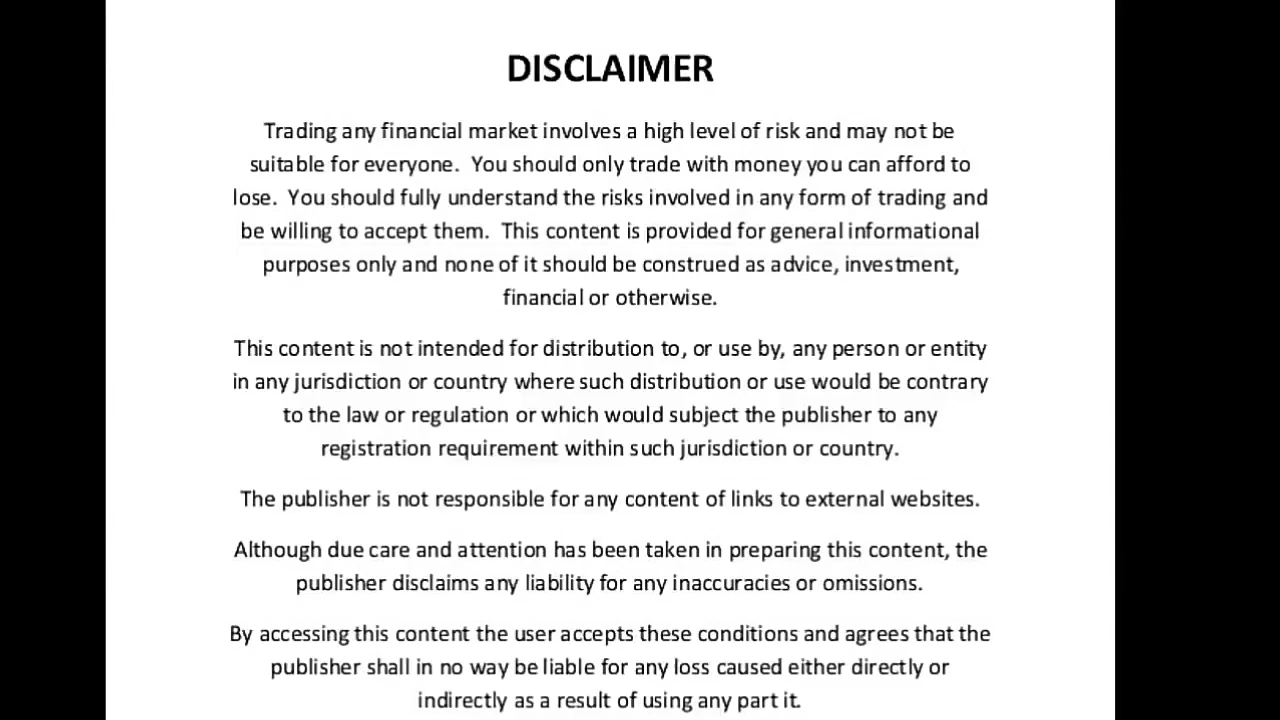 DISCLAIMER
Trading any financial market involves a high level of risk and may not be
suitable for everyone. You should only trade with money you can afford to
lose. You should fully understand the risks involved in any form of trading and
be willing to accept them. This content is provided for general informational
purposes only and none of it should be construed as advice, investment,
financial or otherwise.
This content is not intended for distribution to, or use by, any person or entity
in any jurisdiction or country where such distribution or use would be contrary
to the law or regulation or which would subject the publisher to any
registration requirement within such jurisdiction or country.
The publisher is not responsible for any content of links to external websites.
Although due care and attention has been taken in preparing this content, the
publisher disclaims any liability for any inaccuracies or omissions.
By accessing this content the user accepts these conditions and agrees that the
publisher shall in no way be liable for any loss caused either directly or
indirectly as a result of using any part it.